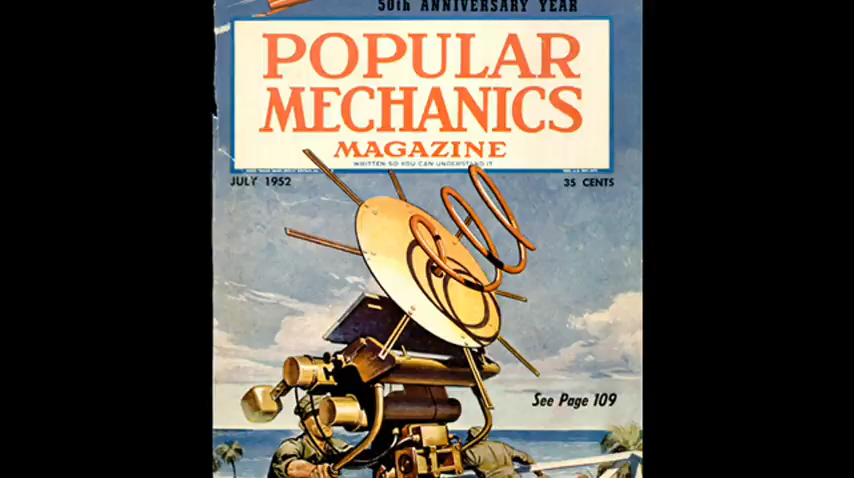 50th ANNIVERSARY YEAR
POPULAR
MECHANICS
MAGAZINE
WRITTEN SO YOU CAN UNDERSTAND IT
JULY 1952
35 CENTS
See Page 109